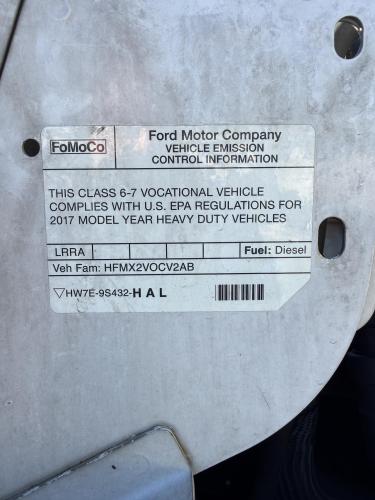 FoMoCo
Ford Motor Company
VEHICLE EMISSION
CONTROL INFORMATION
THIS CLASS 6-7 VOCATIONAL VEHICLE
COMPLIES WITH U.S. EPA REGULATIONS FOR
2017 MODEL YEAR HEAVY DUTY VEHICLES
LRRA Fuel: Diesel
Veh Fam: HFMX2VOCV2AB
▽HW7E-9S432-HAL